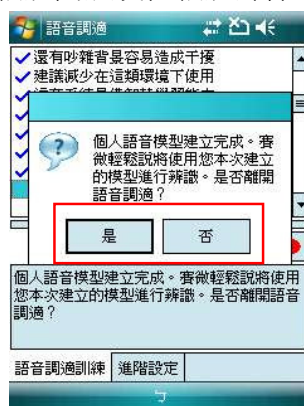 語音調適
還有吵雜背景容易造成干擾
建議減少在這類環境下使用
個人語音模型建立完成。賽
微輕鬆說將使用您本次建立
的模型進行辨識。是否離開
語音調適？
是
否
個人語音模型建立完成。賽微輕鬆說將使用
您本次建立的模型進行辨識。是否離開語音
調適？
語音調適訓練
進階設定